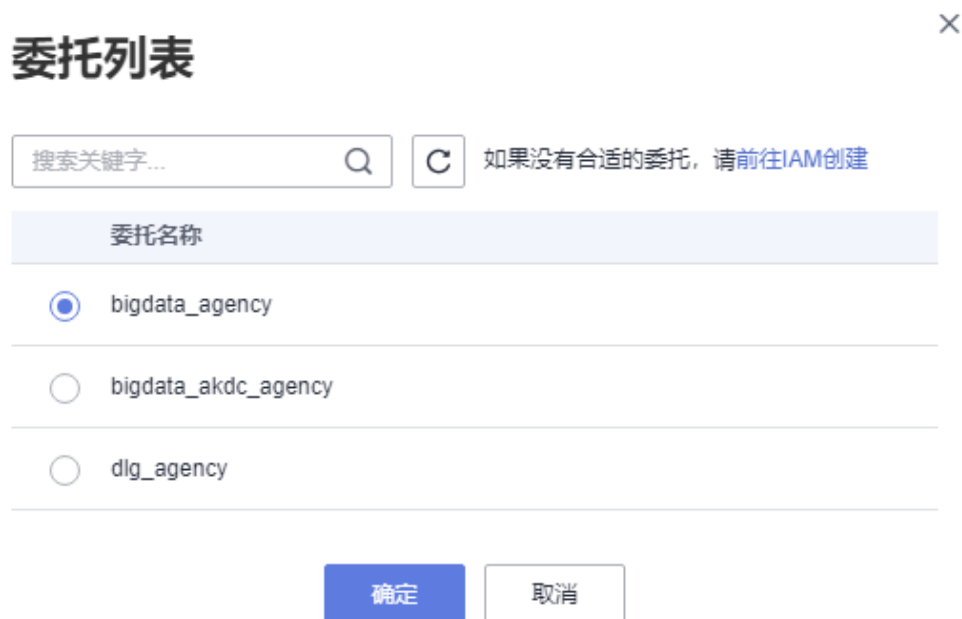 委托列表
搜索关键字...
如果没有合适的委托，请前往IAM创建
委托名称
bigdata_agency
bigdata_akdc_agency
dlg_agency
确定 取消